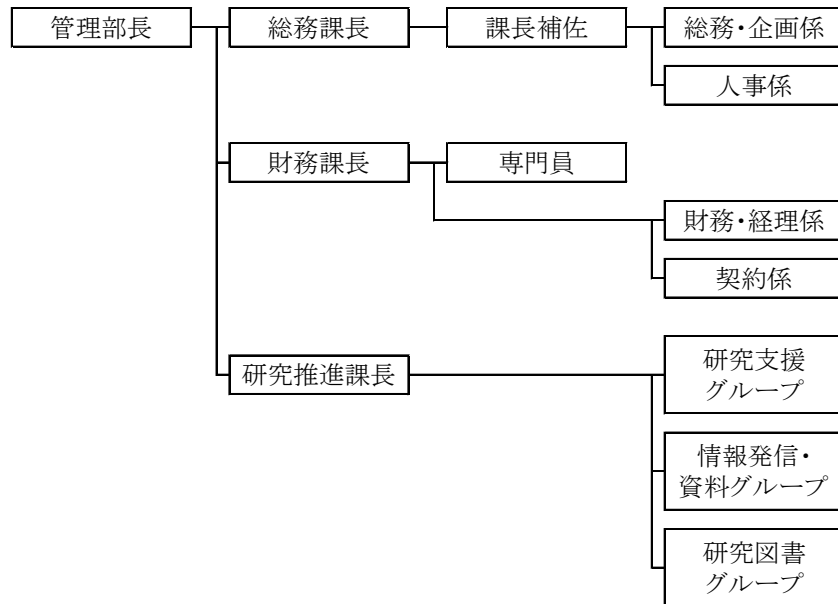 管理部長
総務課長
課長補佐
総務・企画係
人事係
財務課長
専門員
財務・経理係
契約係
研究推進課長
研究支援
グループ
情報発信・
資料グループ
研究図書
グループ